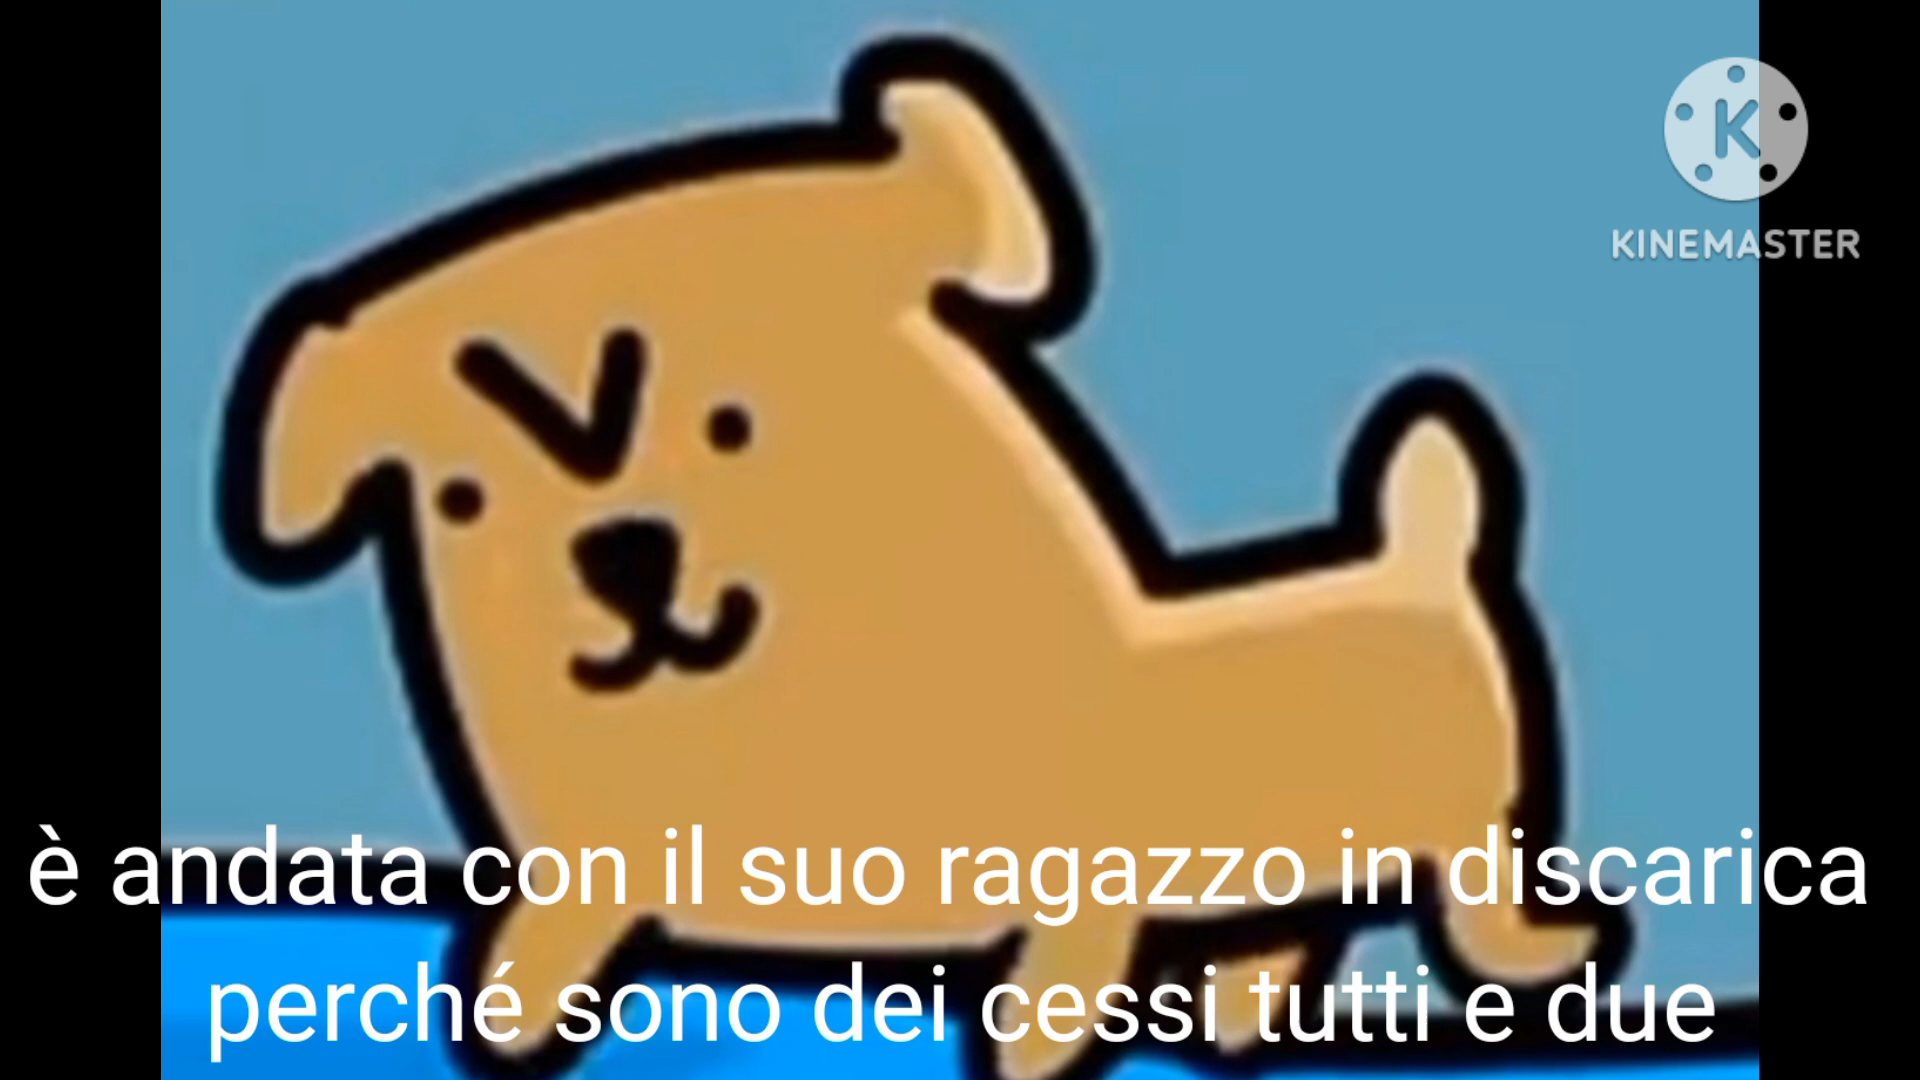 K
KINEMASTER
è andata con il suo ragazzo in discarica
perché sono dei cessi tutti e due